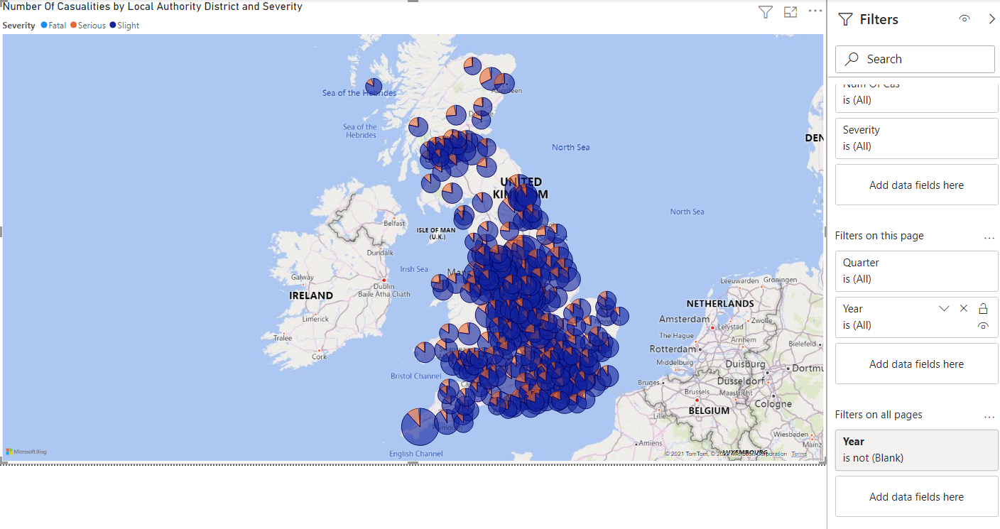 Number Of Casualities by Local Authority District and Severity
Severity Fatal Serious Slight
Sea of the Hebrides
Aberdeen
Sea of the
Hebrides
North Sea
DEN
UNITED
KINGDOM
North Sea
Belfast
ISLE OF MAN
(U.K.)
Dundalk
Irish Sea
Galway
Dublin
Baile Átha Cliath
IRELAND
Limerick
Tralee
Cork
Leeuwarden Groningen
NETHERLANDS
Amsterdam
Lelystad
Zwolle
The Hague
Arnhem
Rotterdam
Bielefeld
Middelburg
Duisburg
Dortmu
Bristol Channel
Bruges
Düsseldorf
Brussels
Maastricht
Cologne
BELGIUM
Lille
Plymouth
Wiesbaden
Amiens
Mainz
LUXEMBOURG
English Channel
Microsoft Bing
© 2021 TomTom, © 2022 Microsoft Corporation Terms
Filters
Search
Num Of Cas
is (All)
Severity
is (All)
Add data fields here
Filters on this page
...
Quarter
is (All)
Year
is (All)
Add data fields here
Filters on all pages
...
Year
is not (Blank)
Add data fields here